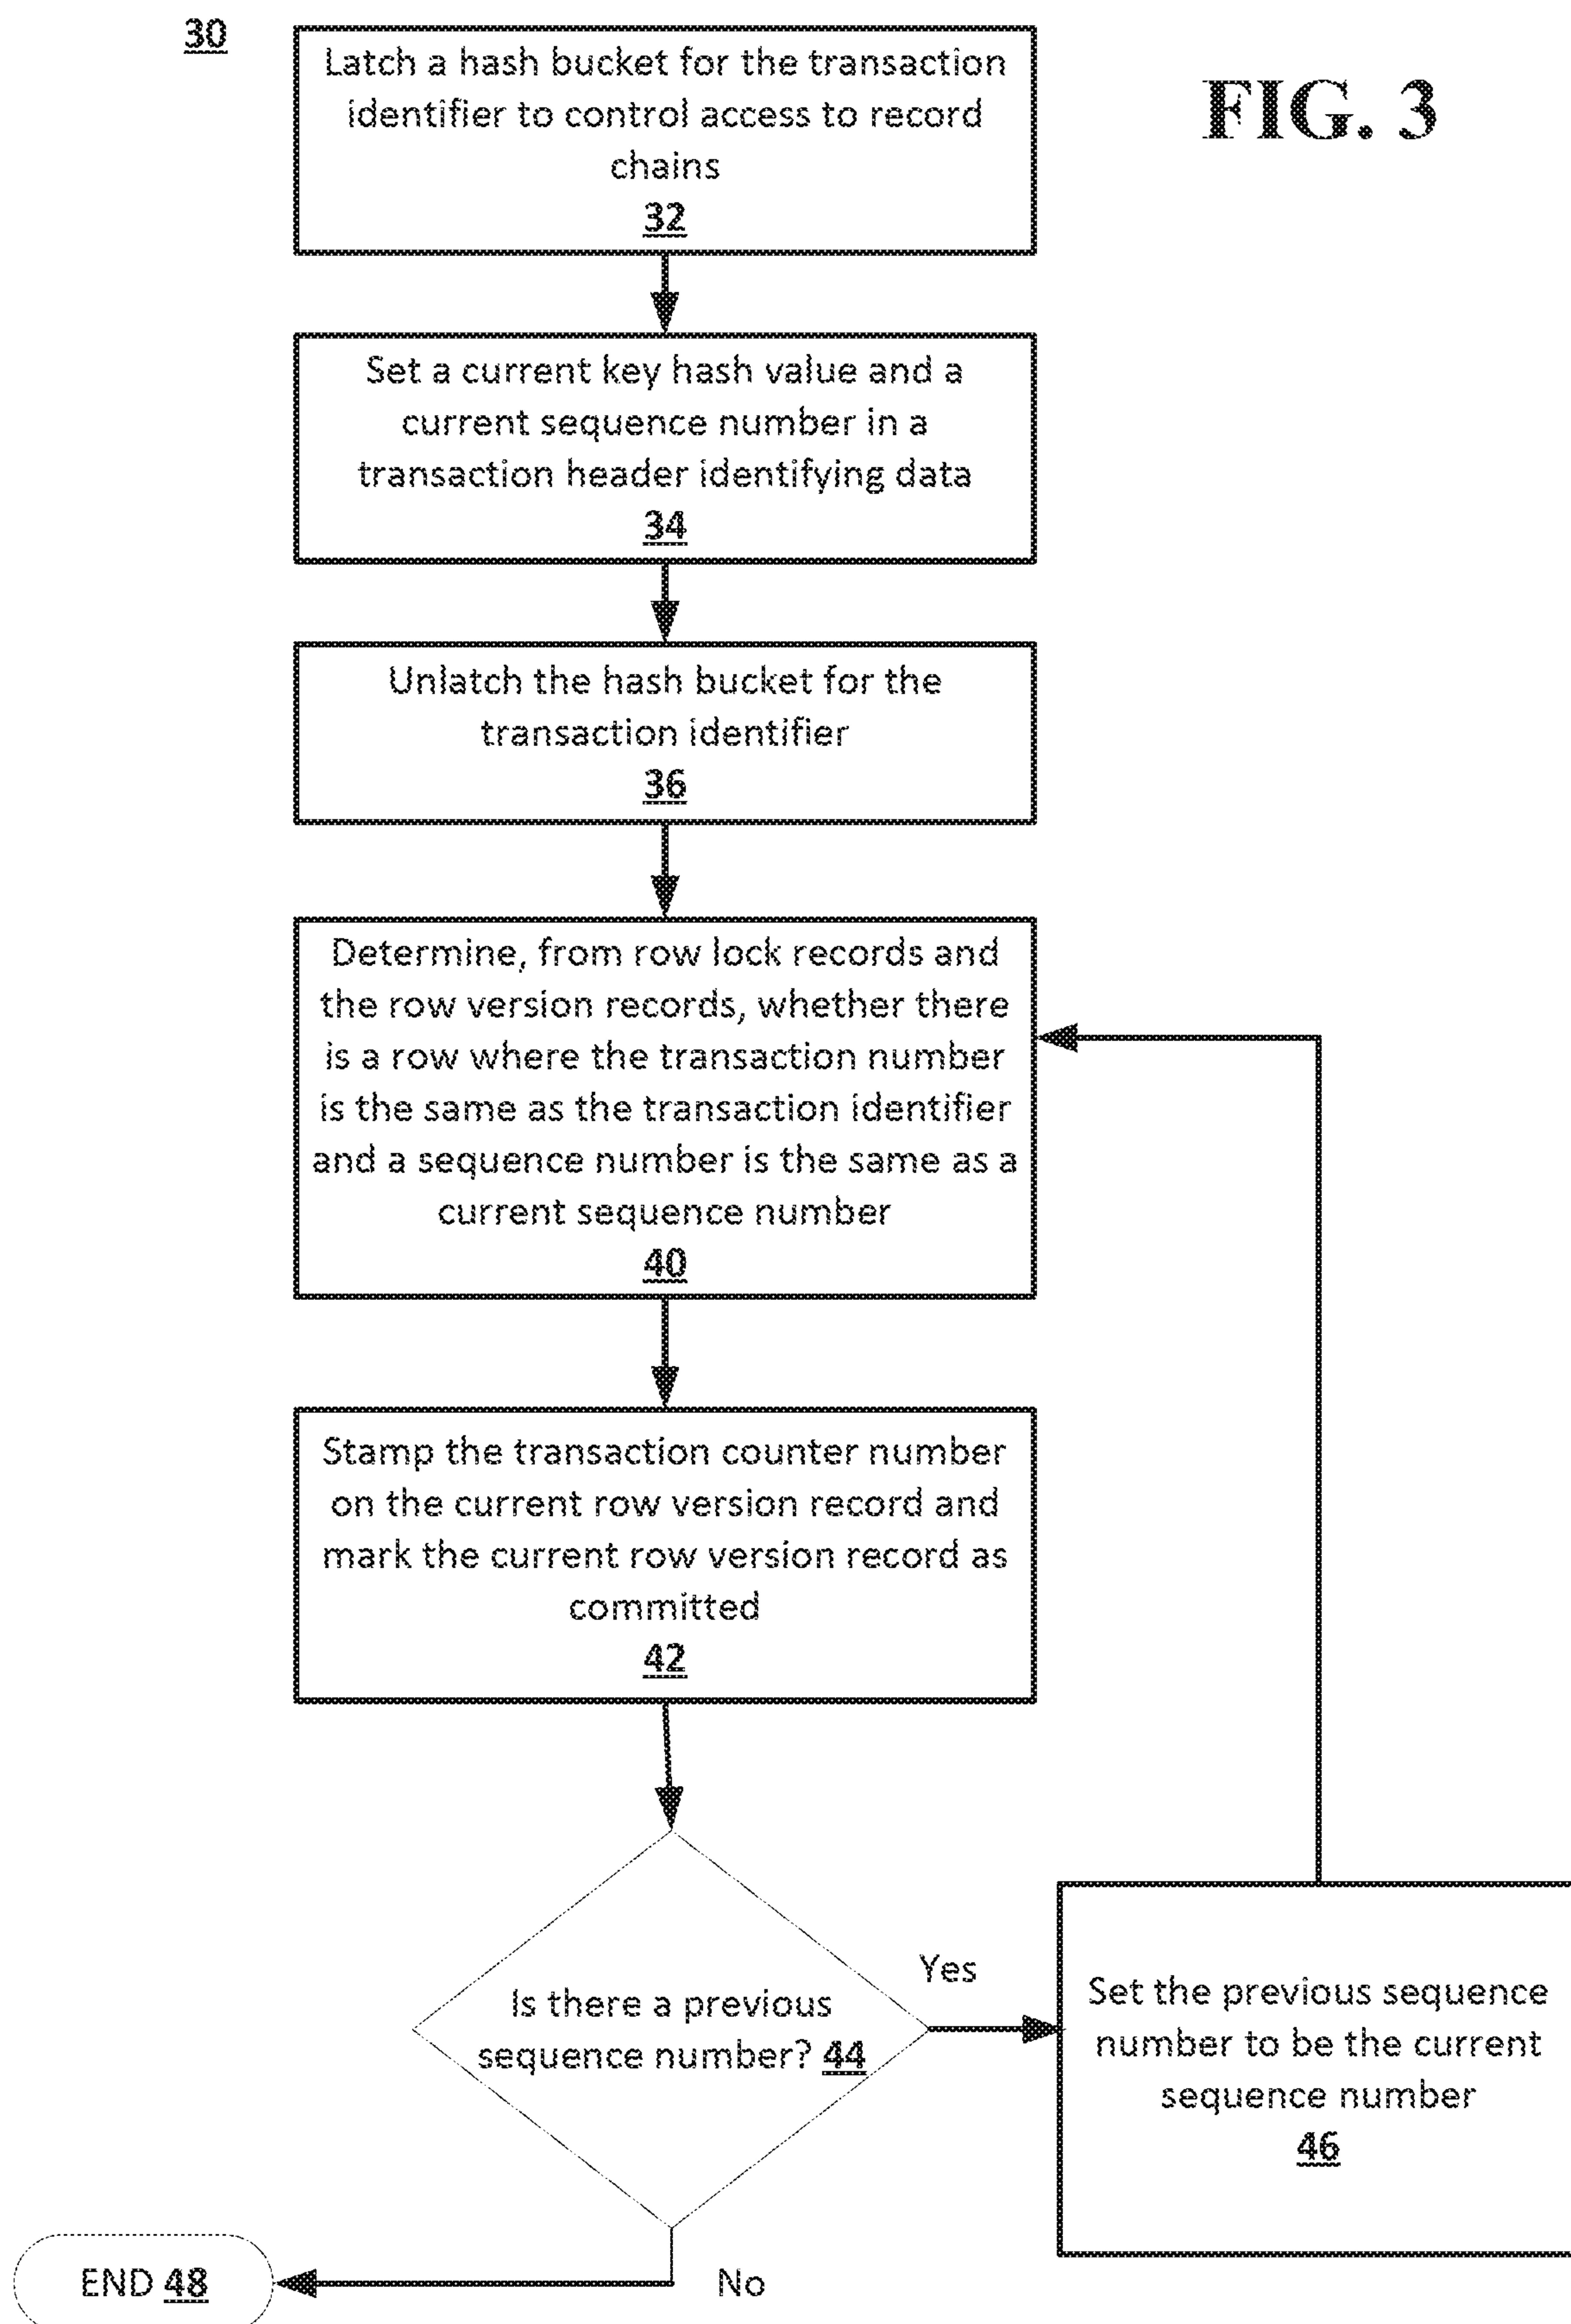 30
FIG. 3
Latch a hash bucket for the transaction
identifier to control access to record
chains
32
Set a current key hash value and a
current sequence number in a
transaction header identifying data
34
Unlatch the hash bucket for the
transaction identifier
36
Determine, from row lock records and
the row version records, whether there
is a row where the transaction number
is the same as the transaction identifier
and a sequence number is the same as a
current sequence number
40
Stamp the transaction counter number
on the current row version record and
mark the current row version record as
committed
42
Is there a previous
sequence number? 44
Yes
Set the previous sequence
number to be the current
sequence number
46
No
END 48